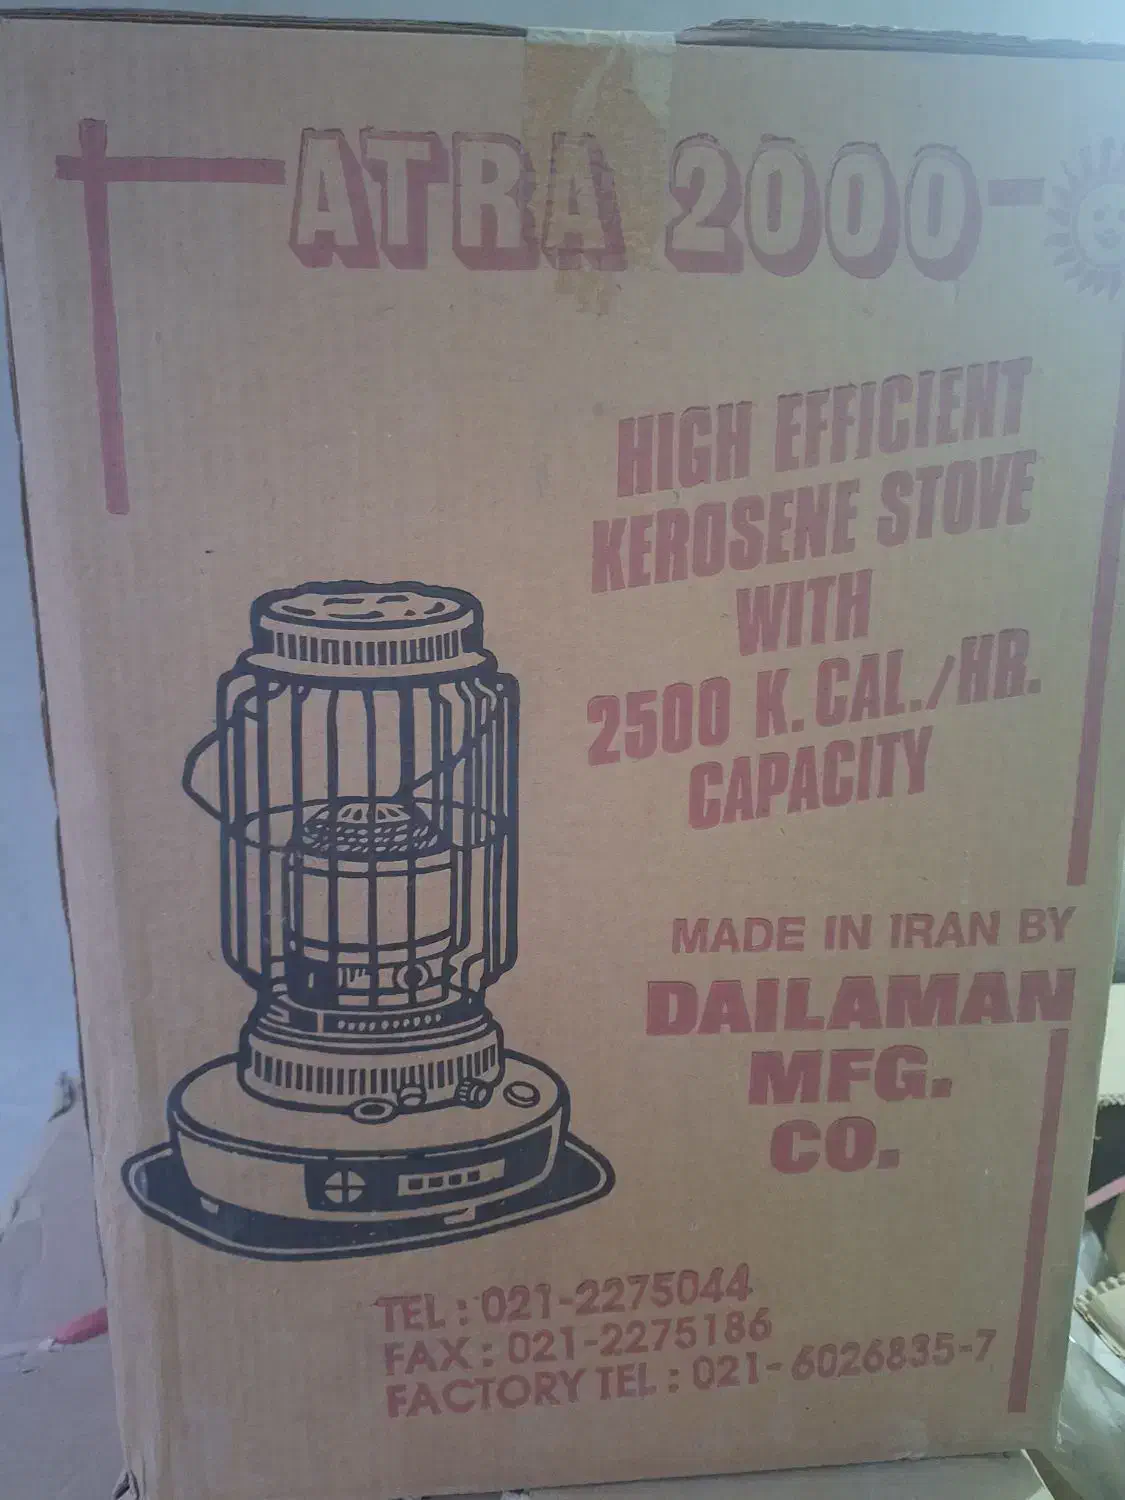 ATRA 2000
HIGH EFFICIENT
KEROSENE STOVE
WITH
2500 K. CAL./HR.
CAPACITY
MADE IN IRAN BY
DAILAMAN
MFG.
CO.
TEL : 021-2275044
FAX : 021-2275186
FACTORY TEL : 021-6026835-7